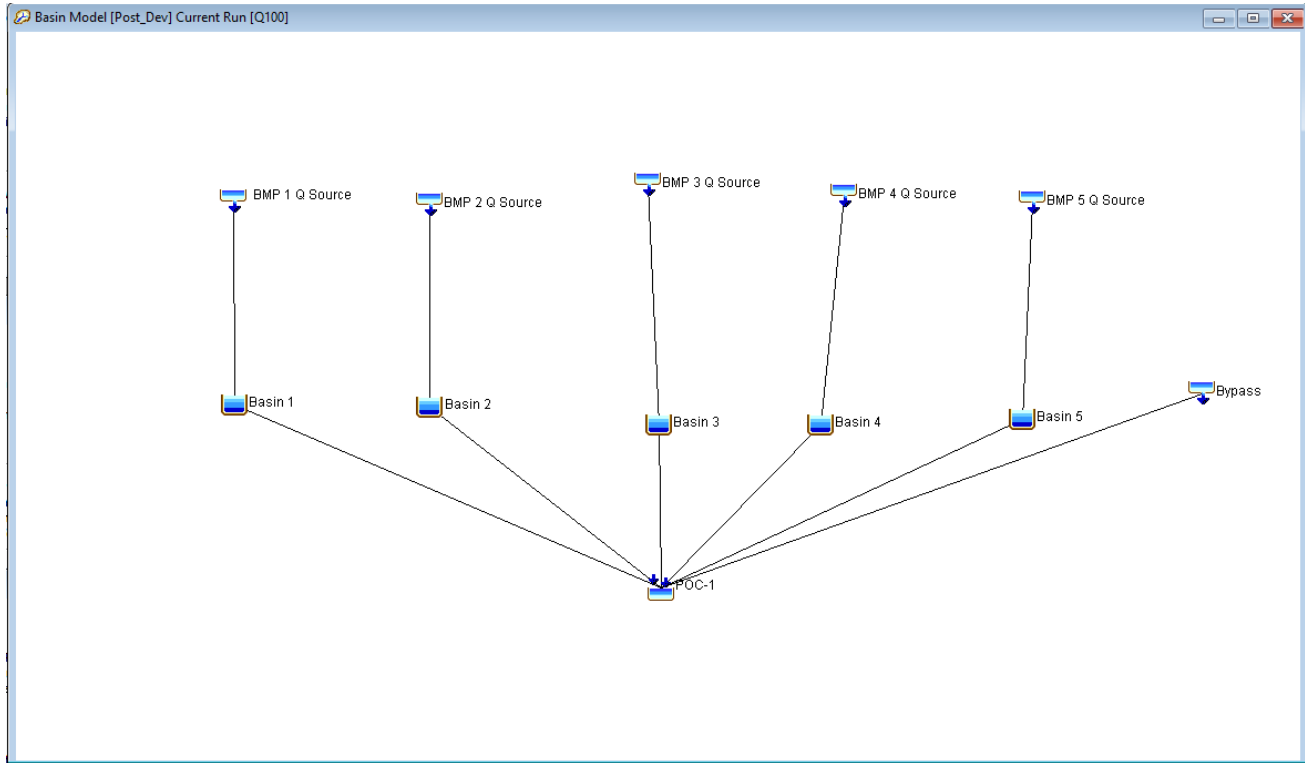 Basin Model [Post_Dev] Current Run [Q100]
BMP 1 Q Source
BMP 2 Q Source
BMP 3 Q Source
BMP 4 Q Source
BMP 5 Q Source
Bypass
Basin 1
Basin 2
Basin 3
Basin 4
Basin 5
POC-1